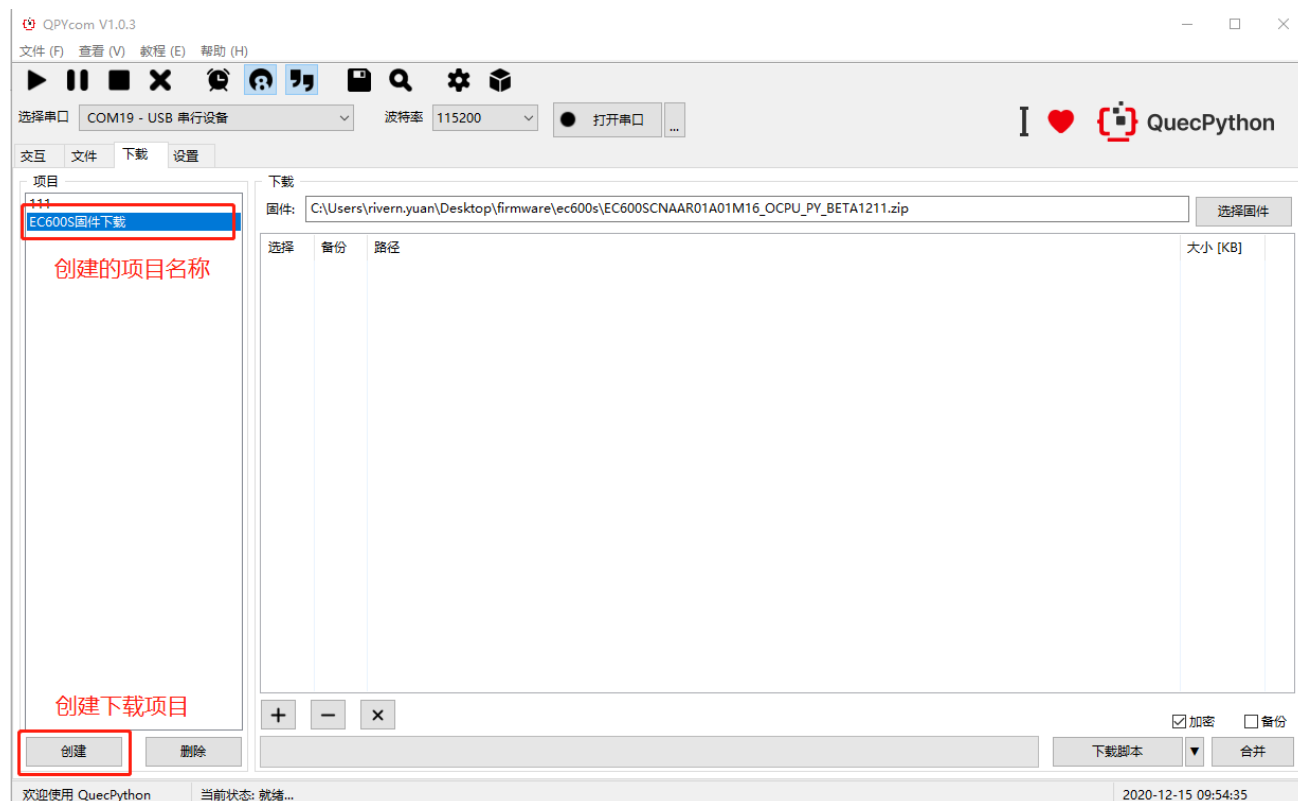 QPYcom V1.0.3
文件 (F) 查看 (V) 教程 (E) 帮助 (H)
选择串口 COM19 - USB 串行设备 波特率 115200 打开串口 ...
QuecPython
交互 文件 下载 设置
项目
111
EC600S固件下载
创建的项目名称
创建下载项目
创建 删除
下载
固件: C:\Users\rivern.yuan\Desktop\firmware\ec600s\EC600SCNAAR01A01M16_OCPU_PY_BETA1211.zip 选择固件
选择 备份 路径 大小 [KB]
加密 备份
下载脚本 合并
欢迎使用 QuecPython 当前状态: 就绪... 2020-12-15 09:54:35